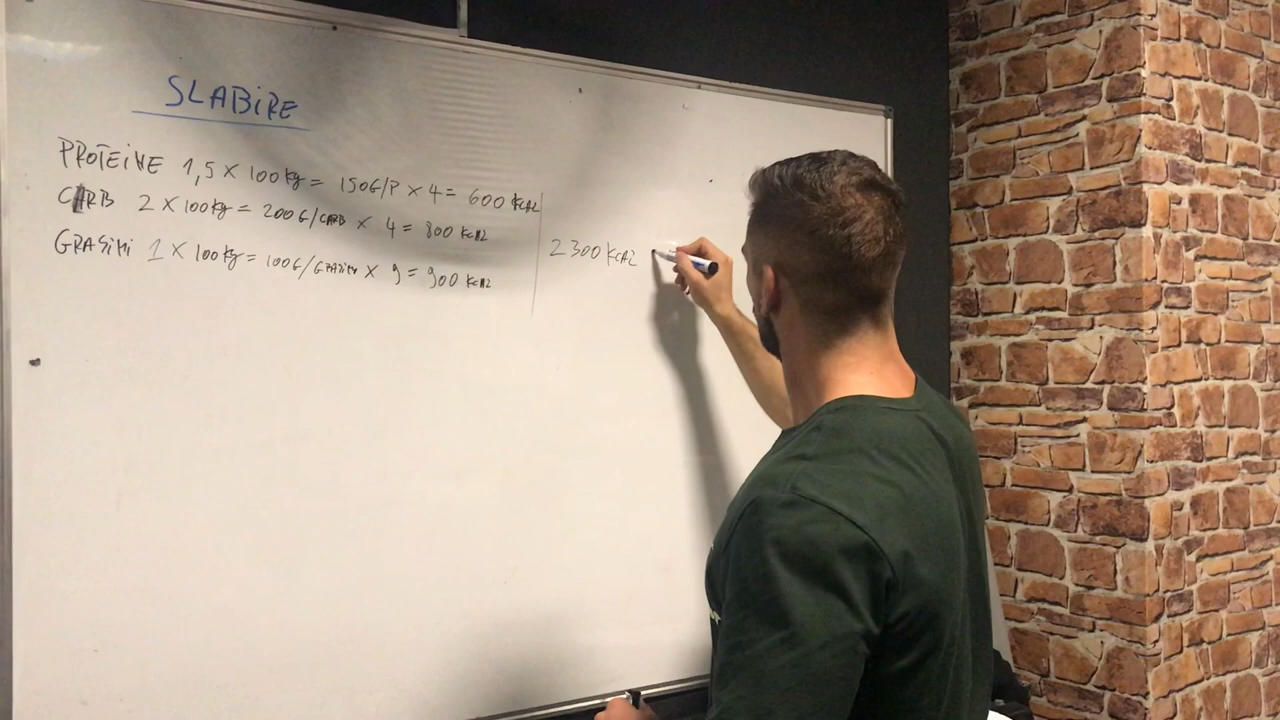 SLABIRE
PROTEINE 1,5 X 100kg = 150G/P X 4 = 600 KCAL
CARB 2 X 100kg = 200G/CARB X 4 = 800 KCAL
GRASIMI 1 X 100kg = 100G/GRASIMI X 9 = 900 KCAL
2300 KCAL